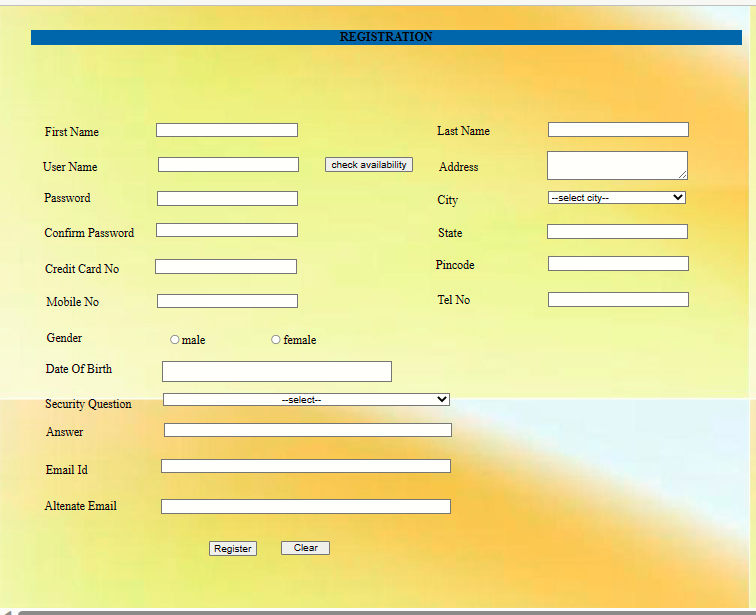 REGISTRATION
First Name
Last Name
User Name
check availability
Address
Password
City
--select city--
Confirm Password
State
Credit Card No
Pincode
Mobile No
Tel No
Gender
male
female
Date Of Birth
Security Question
--select--
Answer
Email Id
Altenate Email
Register
Clear